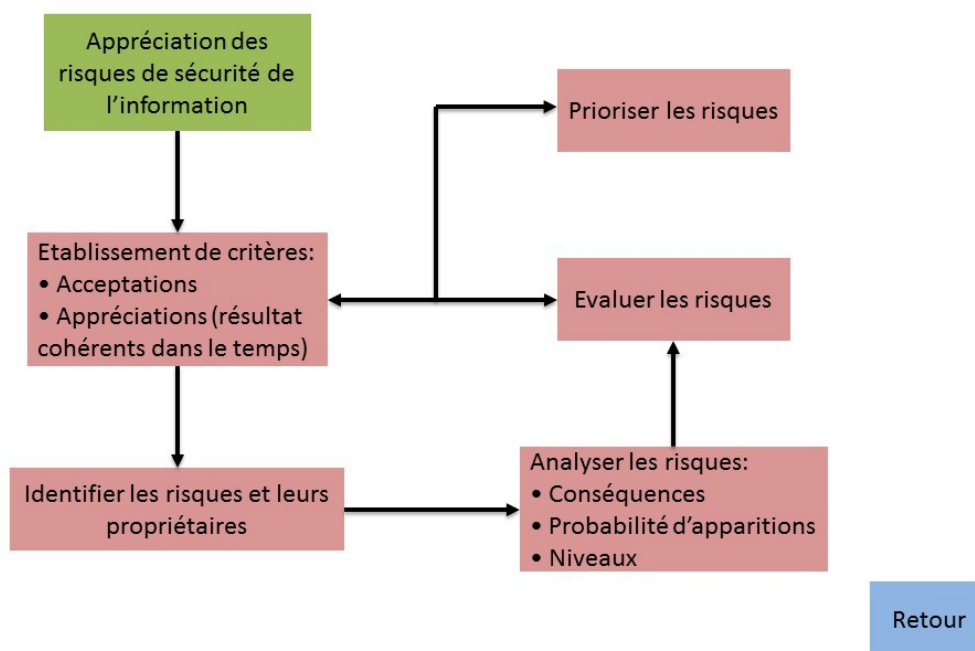 Appréciation des
risques de sécurité de
l'information
Prioriser les risques
Etablissement de critères:
• Acceptations
• Appréciations (résultat
cohérents dans le temps)
Evaluer les risques
Identifier les risques et leurs
propriétaires
Analyser les risques:
• Conséquences
• Probabilité d'apparitions
• Niveaux
Retour